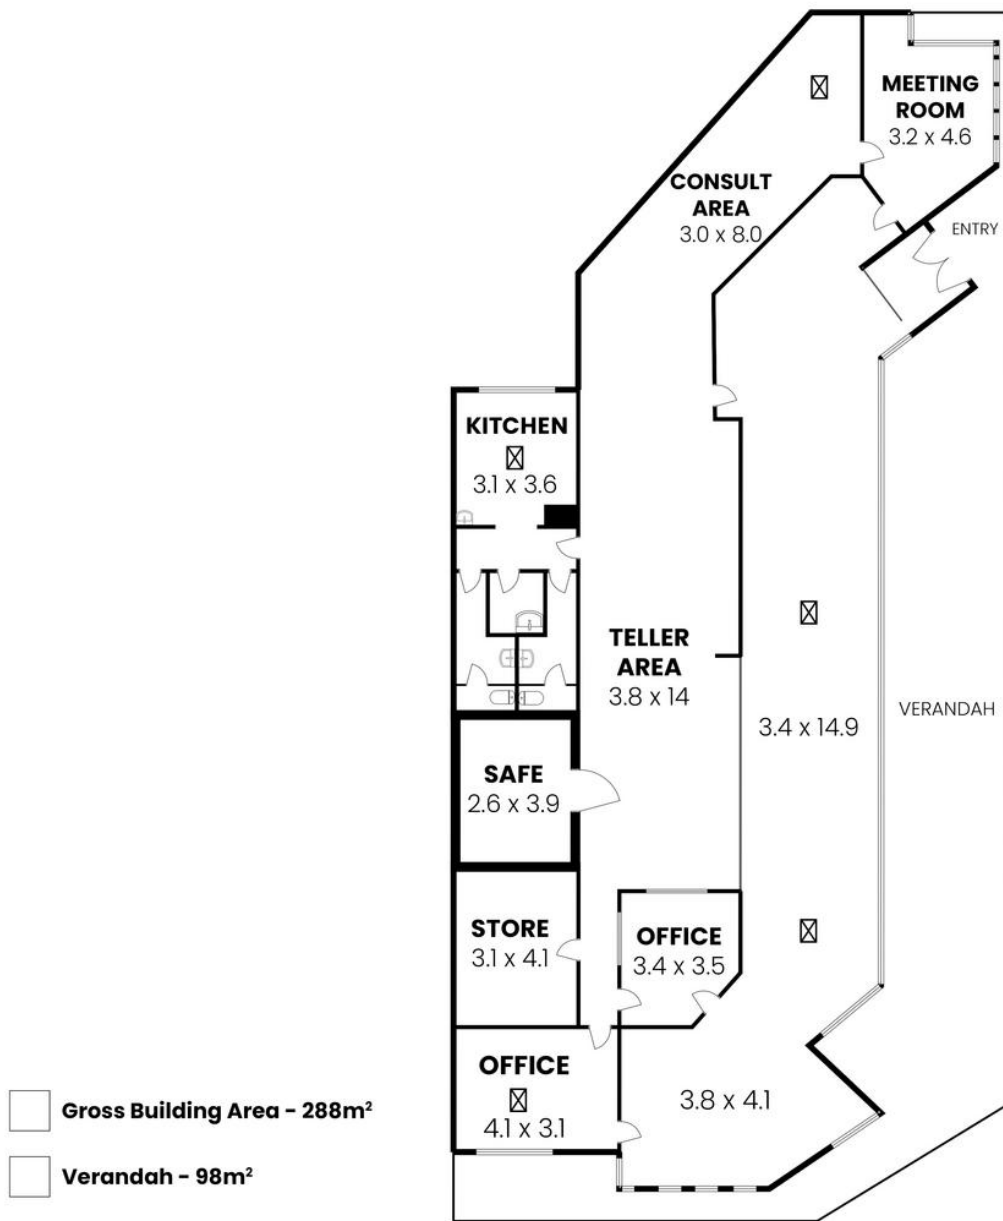 MEETING
ROOM
3.2 x 4.6
CONSULT
AREA
3.0 x 8.0
ENTRY
KITCHEN
3.1 x 3.6
TELLER
AREA
3.8 x 14
3.4 x 14.9
VERANDAH
SAFE
2.6 x 3.9
STORE
3.1 x 4.1
OFFICE
3.4 x 3.5
OFFICE
4.1 x 3.1
3.8 x 4.1
Gross Building Area - 288m²
Verandah - 98m²